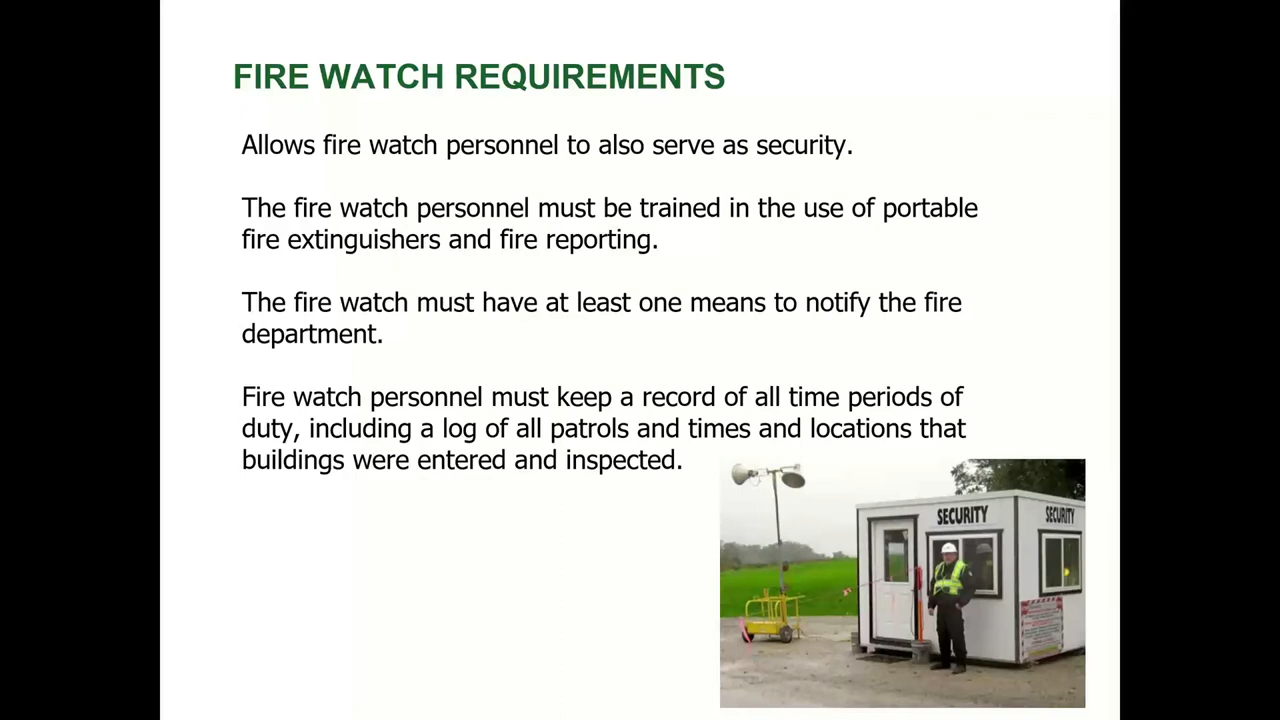 FIRE WATCH REQUIREMENTS
Allows fire watch personnel to also serve as security.
The fire watch personnel must be trained in the use of portable
fire extinguishers and fire reporting.
The fire watch must have at least one means to notify the fire
department.
Fire watch personnel must keep a record of all time periods of
duty, including a log of all patrols and times and locations that
buildings were entered and inspected.
SECURITY
SECURITY